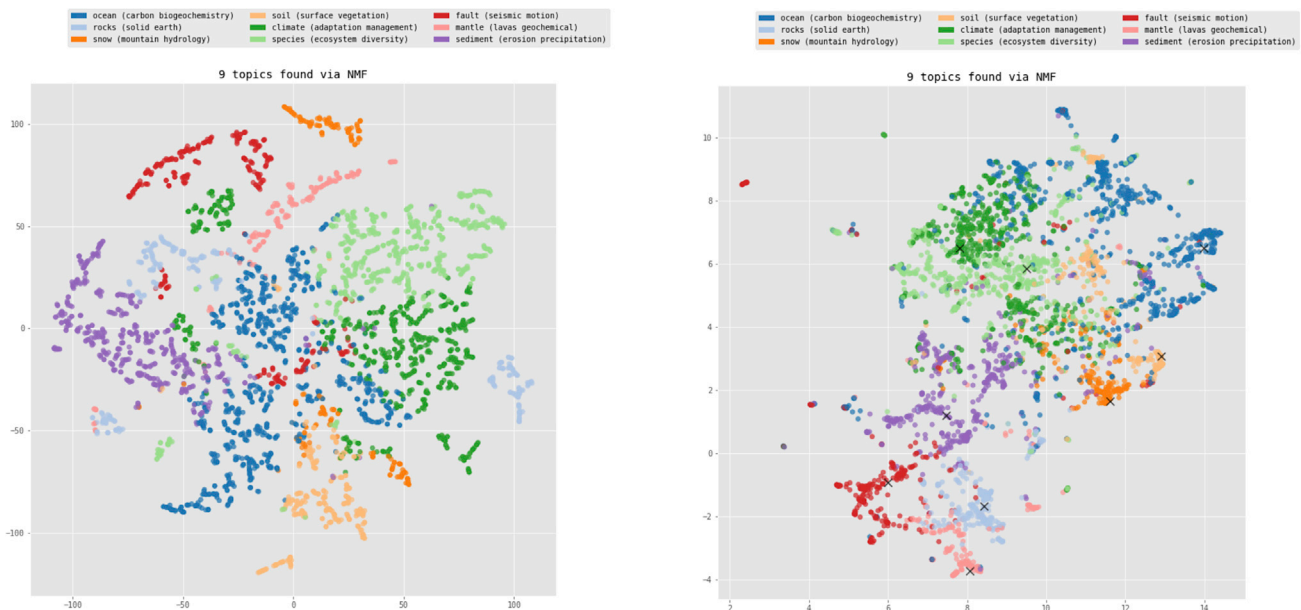 ocean (carbon biogeochemistry) soil (surface vegetation) fault (seismic motion)
rocks (solid earth) climate (adaptation management) mantle (lavas geochemical)
snow (mountain hydrology) species (ecosystem diversity) sediment (erosion precipitation)
9 topics found via NMF
100
50
0
−50
−100
−100 −50 0 50 100
ocean (carbon biogeochemistry) soil (surface vegetation) fault (seismic motion)
rocks (solid earth) climate (adaptation management) mantle (lavas geochemical)
snow (mountain hydrology) species (ecosystem diversity) sediment (erosion precipitation)
9 topics found via NMF
10
8
6
4
2
0
−2
−4
2 4 6 8 10 12 14